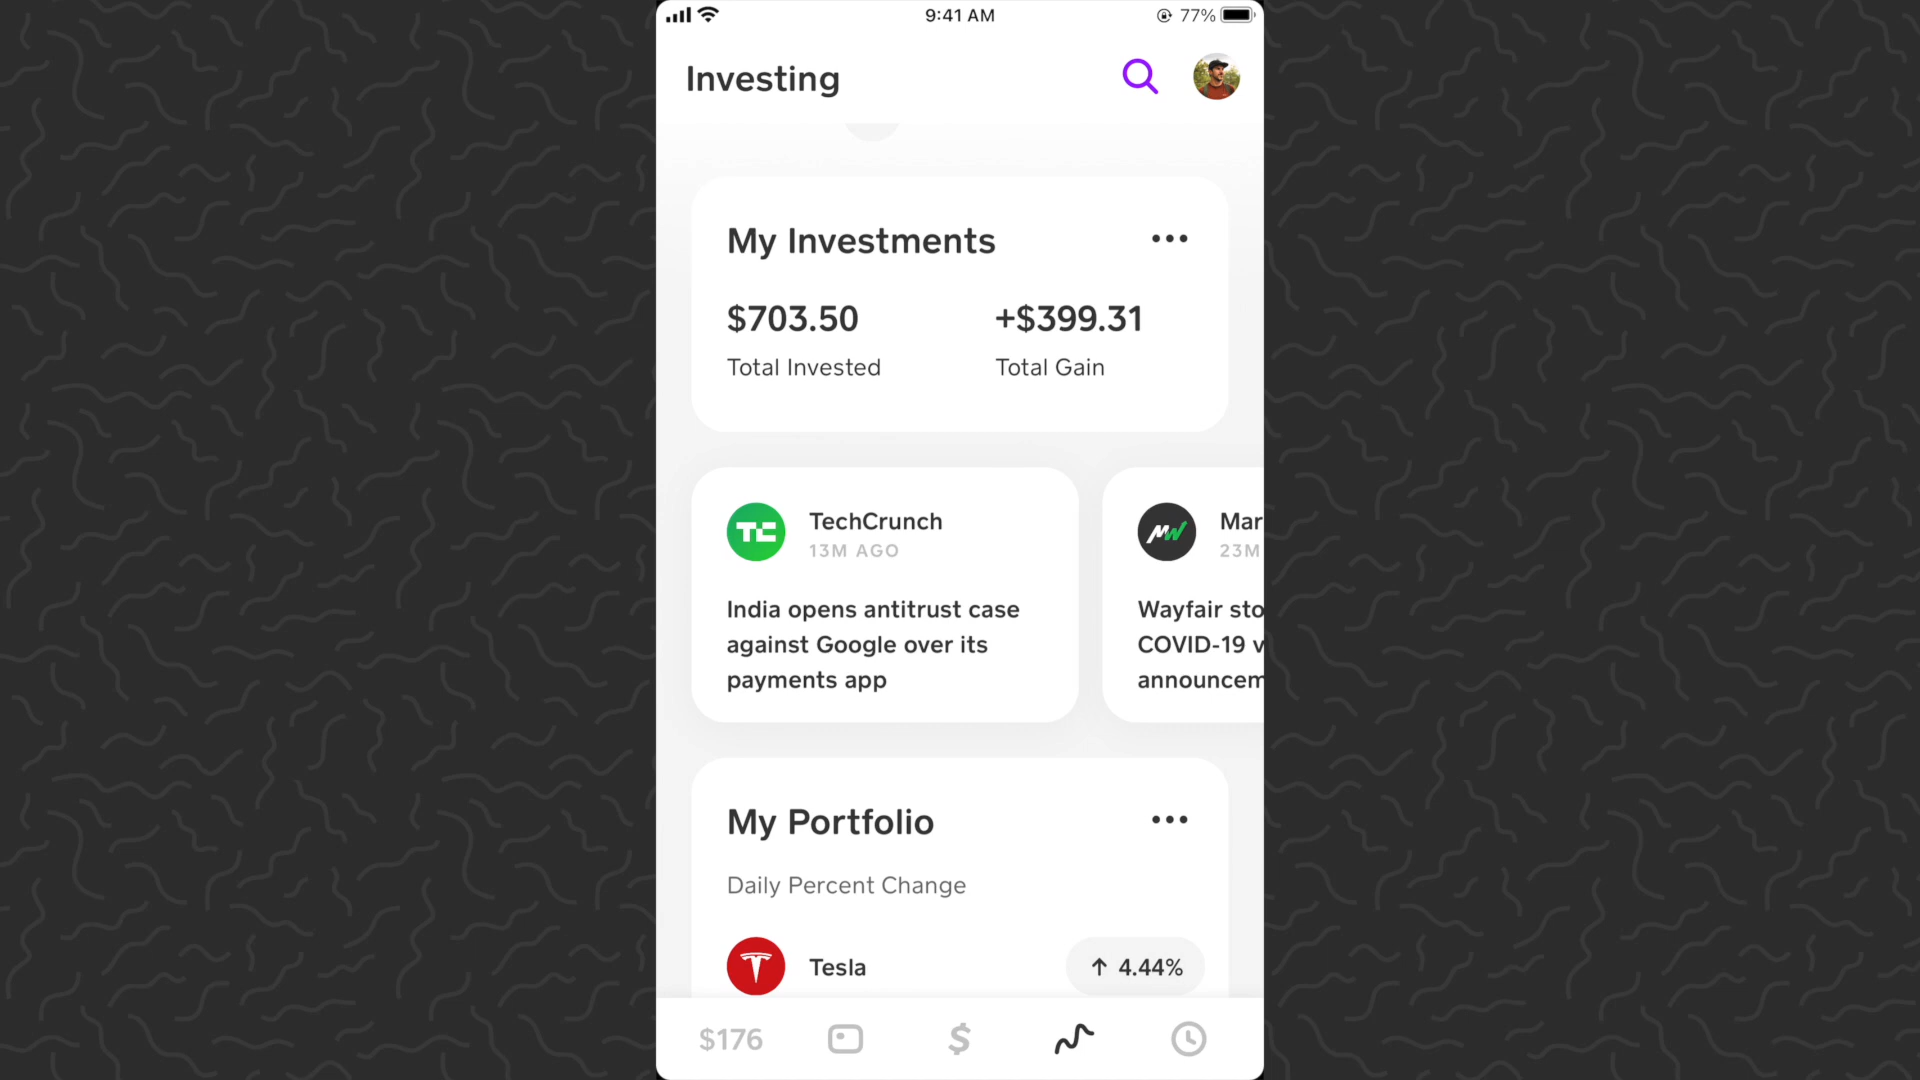 9:41 AM
77%
Investing
My Investments
$703.50
+$399.31
Total Invested
Total Gain
TC
TechCrunch
13M AGO
India opens antitrust case
against Google over its
payments app
MW
Mar
23M
Wayfair sto
COVID-19 v
announcem
My Portfolio
Daily Percent Change
Tesla
↑ 4.44%
$176
$